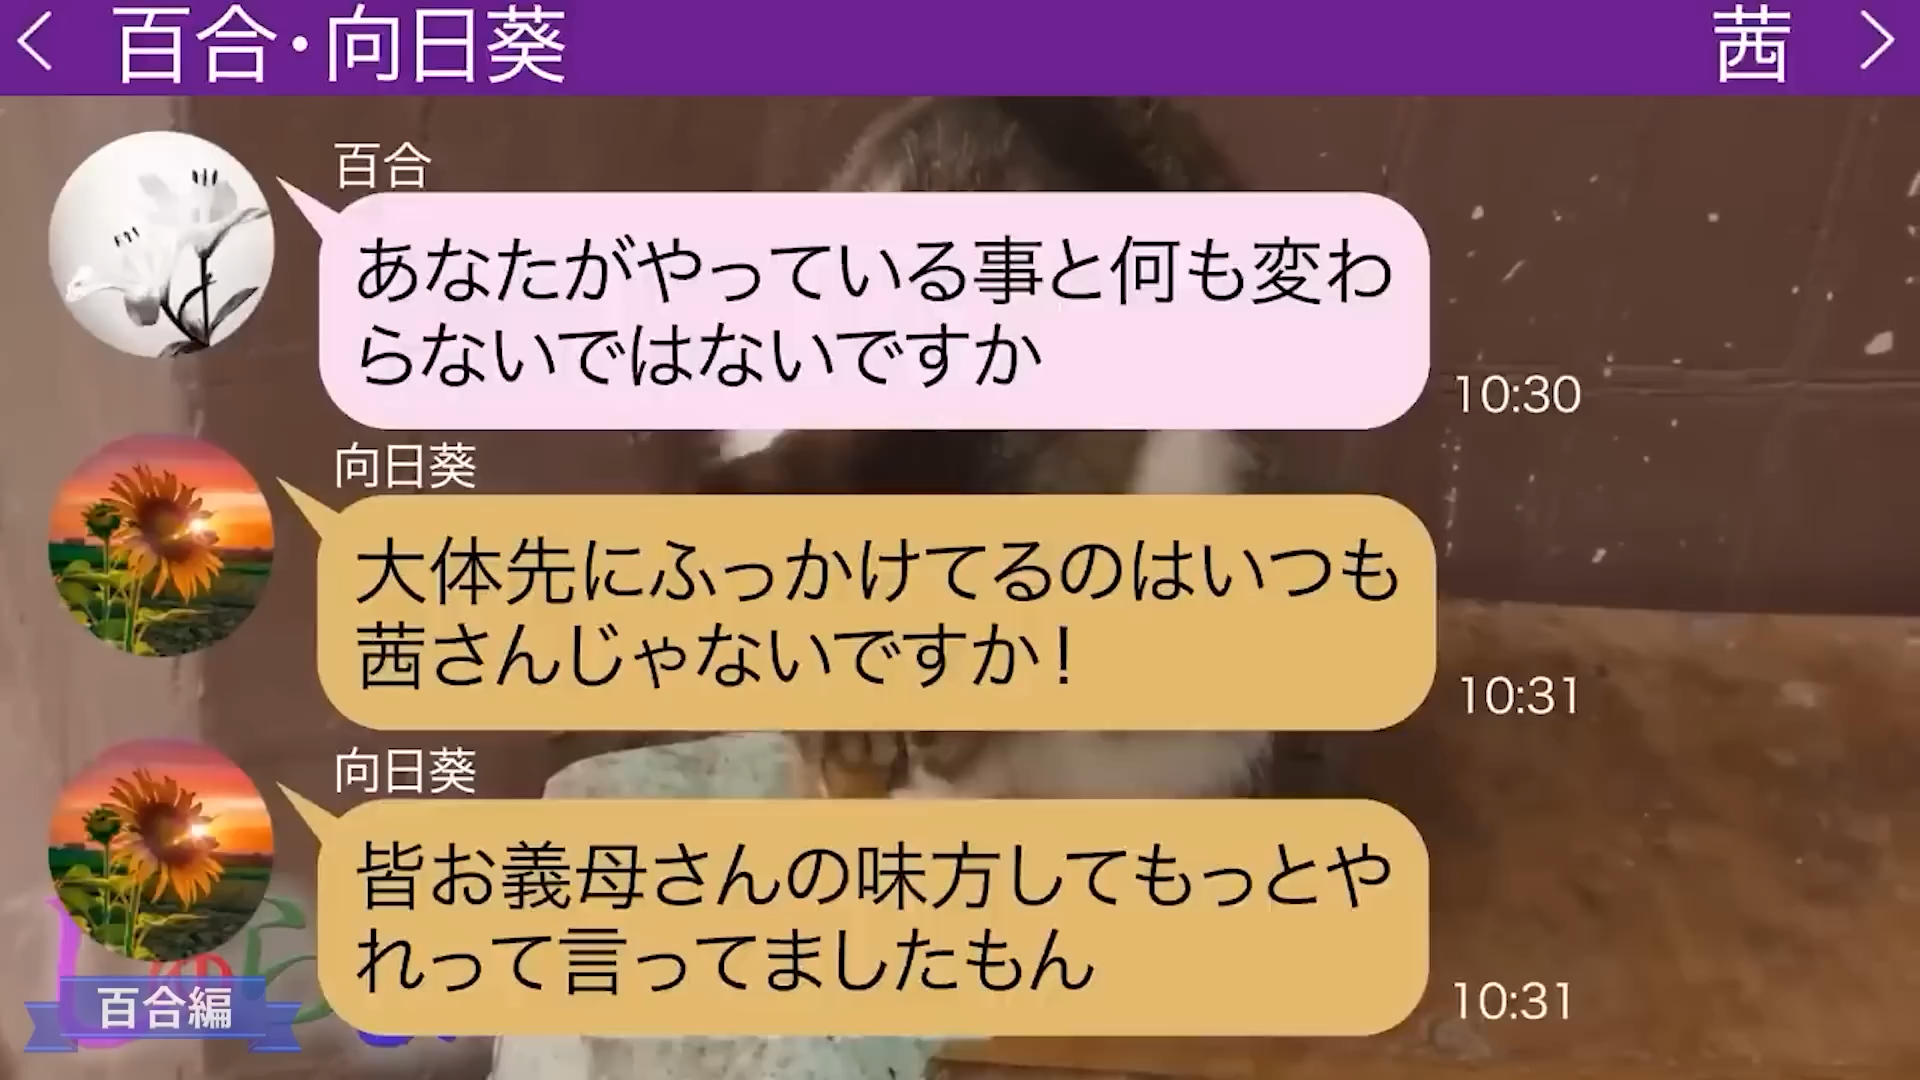 百合・向日葵
茜
百合
あなたがやっている事と何も変わ
らないではないですか
10:30
向日葵
大体先にふっかけてるのはいつも
茜さんじゃないですか！
10:31
向日葵
皆お義母さんの味方してもっとや
れって言ってましたもん
10:31
百合編